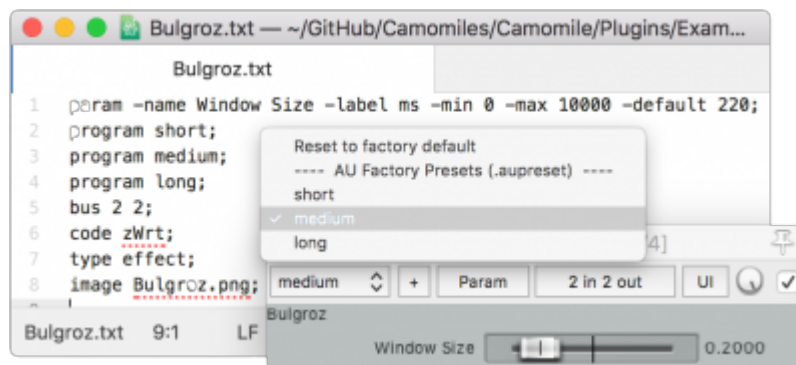 Bulgroz.txt — ~/GitHub/Camomiles/Camomile/Plugins/Exam...
Bulgroz.txt
1 param -name Window Size -label ms -min 0 -max 10000 -default 220;
2 program short;
3 program medium;
4 program long;
5 bus 2 2;
6 code zWrt;
7 type effect;
8 image Bulgroz.png;
Reset to factory default
---- AU Factory Presets (.aupreset) ----
short
✓ medium
long
4]
medium + Param 2 in 2 out UI
Bulgroz
Window Size 0.2000
Bulgroz.txt 9:1 LF